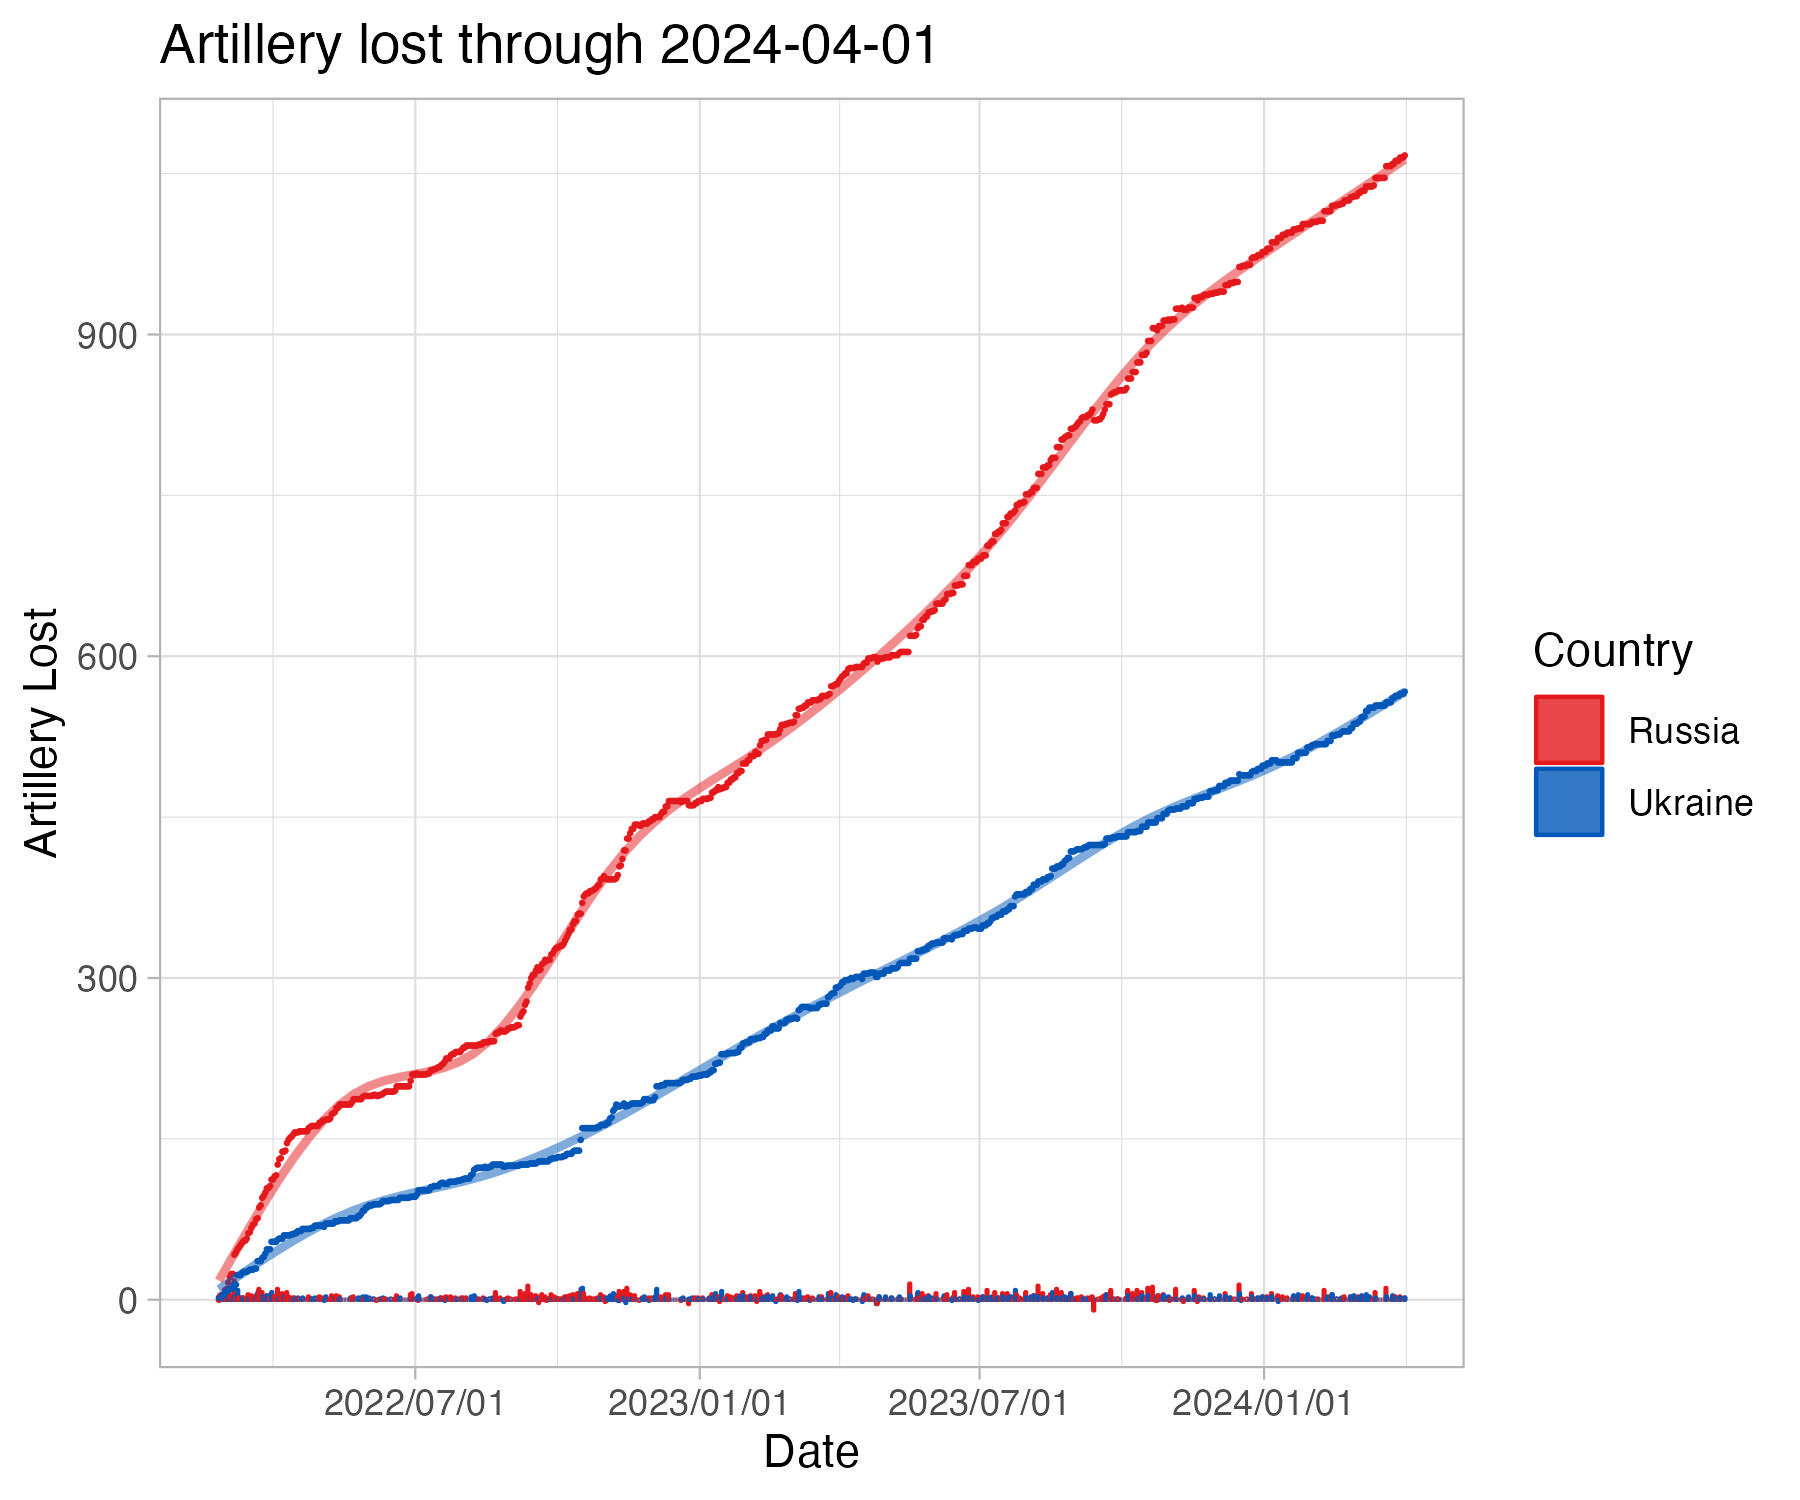 Artillery lost through 2024-04-01
Artillery Lost
900
600
300
0
2022/07/01 2023/01/01 2023/07/01 2024/01/01
Date
Country
Russia
Ukraine